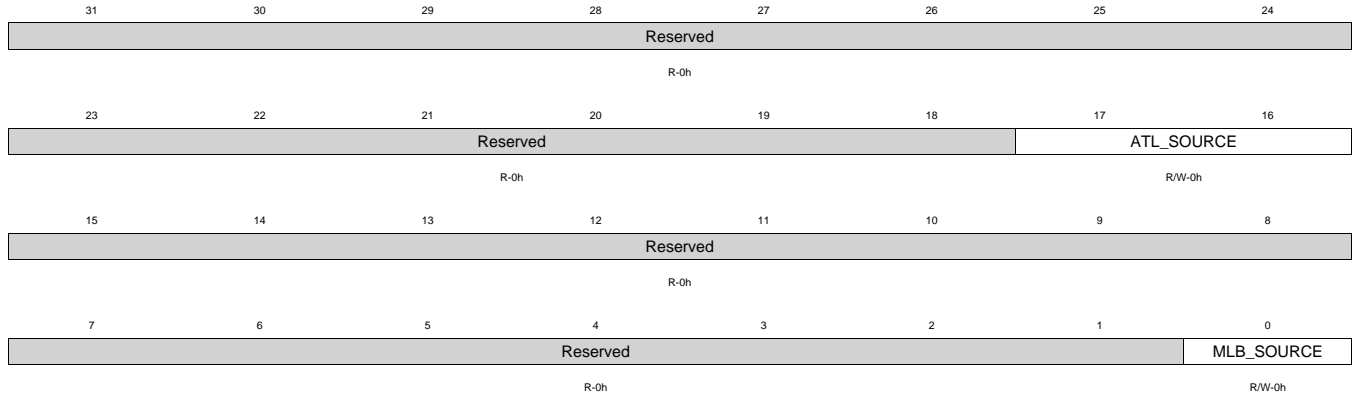 31 30 29 28 27 26 25 24
Reserved
R-0h
23 22 21 20 19 18 17 16
Reserved ATL_SOURCE
R-0h R/W-0h
15 14 13 12 11 10 9 8
Reserved
R-0h
7 6 5 4 3 2 1 0
Reserved MLB_SOURCE
R-0h R/W-0h